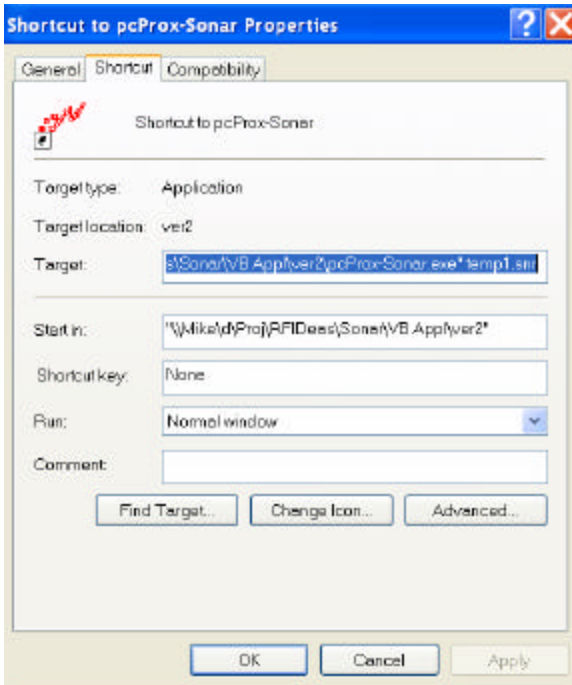 Shortcut to pcProx-Sonar Properties
General Shortcut Compatibility
Shortcut to pcProx-Sonar
Target type: Application
Target location: ver2
Target: s\Sonar\VB Appl\ver2\pcProx-Sonar.exe" temp1.snr
Start in: "\\Mike\d\Proj\RFIDeas\Sonar\VB Appl\ver2"
Shortcut key: None
Run: Normal window
Comment:
Find Target... Change Icon... Advanced...
OK Cancel Apply